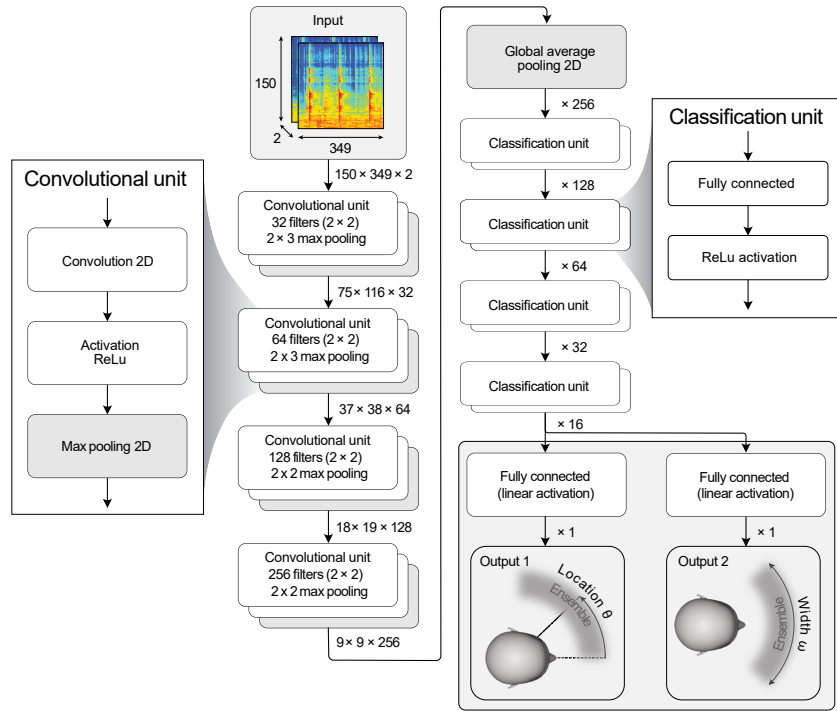 Input
150
2
349
150 × 349 × 2
Convolutional unit
Convolution 2D
Activation
ReLu
Max pooling 2D
Convolutional unit
32 filters (2 × 2)
2 × 3 max pooling
75 × 116 × 32
Convolutional unit
64 filters (2 × 2)
2 x 3 max pooling
37 × 38 × 64
Convolutional unit
128 filters (2 × 2)
2 x 2 max pooling
18 × 19 × 128
Convolutional unit
256 filters (2 × 2)
2 x 2 max pooling
9 × 9 × 256
Global average
pooling 2D
× 256
Classification unit
× 128
Classification unit
× 64
Classification unit
× 32
Classification unit
× 16
Classification unit
Fully connected
ReLu activation
Fully connected
(linear activation)
× 1
Fully connected
(linear activation)
× 1
Output 1
Location θ
Ensemble
Output 2
Ensemble
Width ω